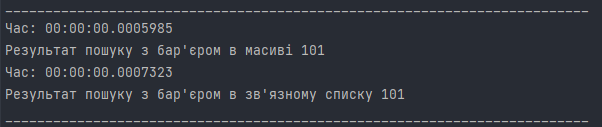 Час: 00:00:00.0005985
Результат пошуку з бар'єром в масиві 101
Час: 00:00:00.0007323
Результат пошуку з бар'єром в зв'язному списку 101